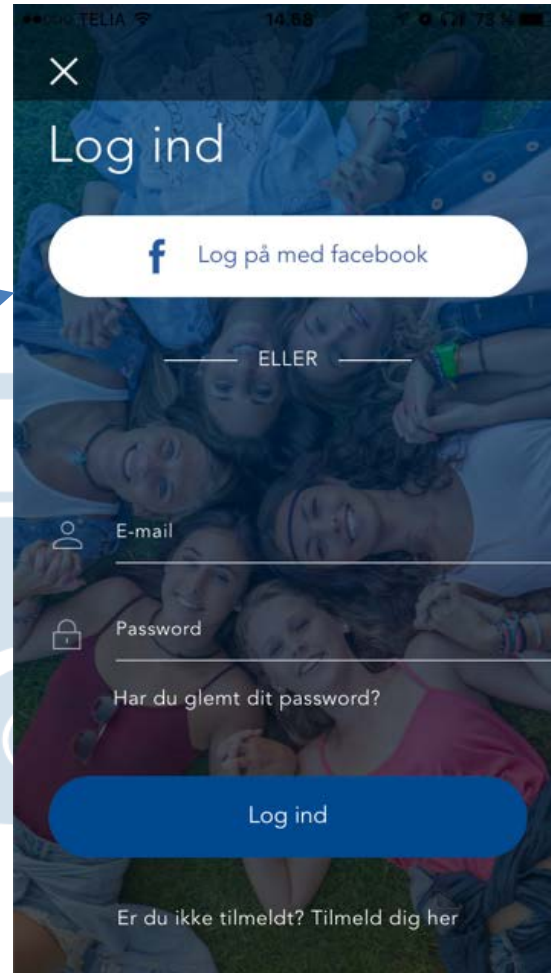 TELIA 14.58 73 %
Log ind
f Log på med facebook
ELLER
E-mail
Password
Har du glemt dit password?
Log ind
Er du ikke tilmeldt? Tilmeld dig her